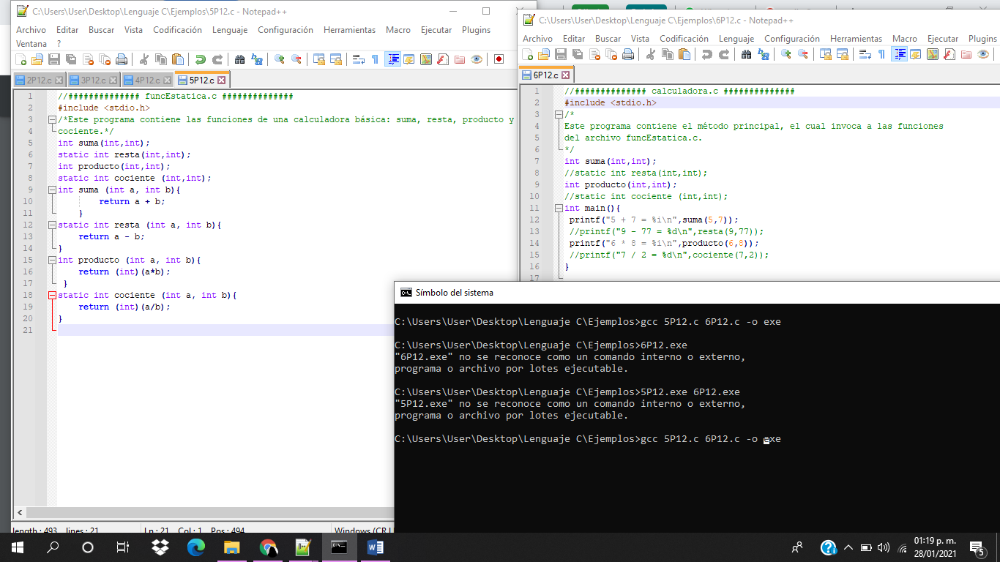 C:\Users\User\Desktop\Lenguaje C\Ejemplos\5P12.c - Notepad++
Archivo Editar Buscar Vista Codificación Lenguaje Configuración Herramientas Macro Ejecutar Plugins
Ventana ?
2P12.c 3P12.c 4P12.c 5P12.c
1 //############## funcEstatica.c ##############
2 #include <stdio.h>
3 /*Este programa contiene las funciones de una calculadora básica: suma, resta, producto y
4 cociente.*/
5 int suma(int,int);
6 static int resta(int,int);
7 int producto(int,int);
8 static int cociente (int,int);
9 int suma (int a, int b){
10 return a + b;
11 }
12 static int resta (int a, int b){
13 return a - b;
14 }
15 int producto (int a, int b){
16 return (int)(a*b);
17 }
18 static int cociente (int a, int b){
19 return (int)(a/b);
20 }
21
length : 493 lines : 21 Ln : 21 Col : 1 Pos : 494 Windows (CR L
C:\Users\User\Desktop\Lenguaje C\Ejemplos\6P12.c - Notepad++
Archivo Editar Buscar Vista Codificación Lenguaje Configuración Herramientas Macro Ejecutar Plugins
6P12.c
1 //############## calculadora.c ##############
2 #include <stdio.h>
3 /*
4 Este programa contiene el método principal, el cual invoca a las funciones
5 del archivo funcEstatica.c.
6 */
7 int suma(int,int);
8 //static int resta(int,int);
9 int producto(int,int);
10 //static int cociente (int,int);
11 int main(){
12 printf("5 + 7 = %i\n",suma(5,7));
13 //printf("9 - 77 = %d\n",resta(9,77));
14 printf("6 * 8 = %i\n",producto(6,8));
15 //printf("7 / 2 = %d\n",cociente(7,2));
16 }
17
Símbolo del sistema
C:\Users\User\Desktop\Lenguaje C\Ejemplos>gcc 5P12.c 6P12.c -o exe
C:\Users\User\Desktop\Lenguaje C\Ejemplos>6P12.exe
"6P12.exe" no se reconoce como un comando interno o externo,
programa o archivo por lotes ejecutable.
C:\Users\User\Desktop\Lenguaje C\Ejemplos>5P12.exe 6P12.exe
"5P12.exe" no se reconoce como un comando interno o externo,
programa o archivo por lotes ejecutable.
C:\Users\User\Desktop\Lenguaje C\Ejemplos>gcc 5P12.c 6P12.c -o exe
01:19 p. m.
28/01/2021
5